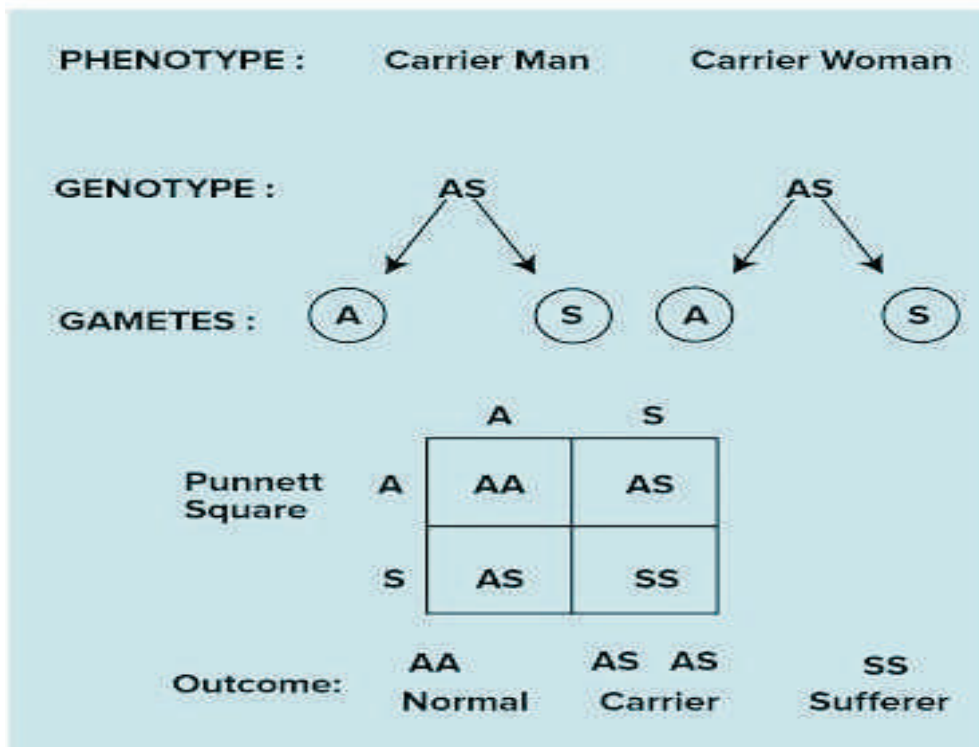 PHENOTYPE : Carrier Man Carrier Woman
GENOTYPE : AS AS
GAMETES : A S A S
A S
Punnett Square A AA AS
S AS SS
Outcome: AA AS AS SS
Normal Carrier Sufferer